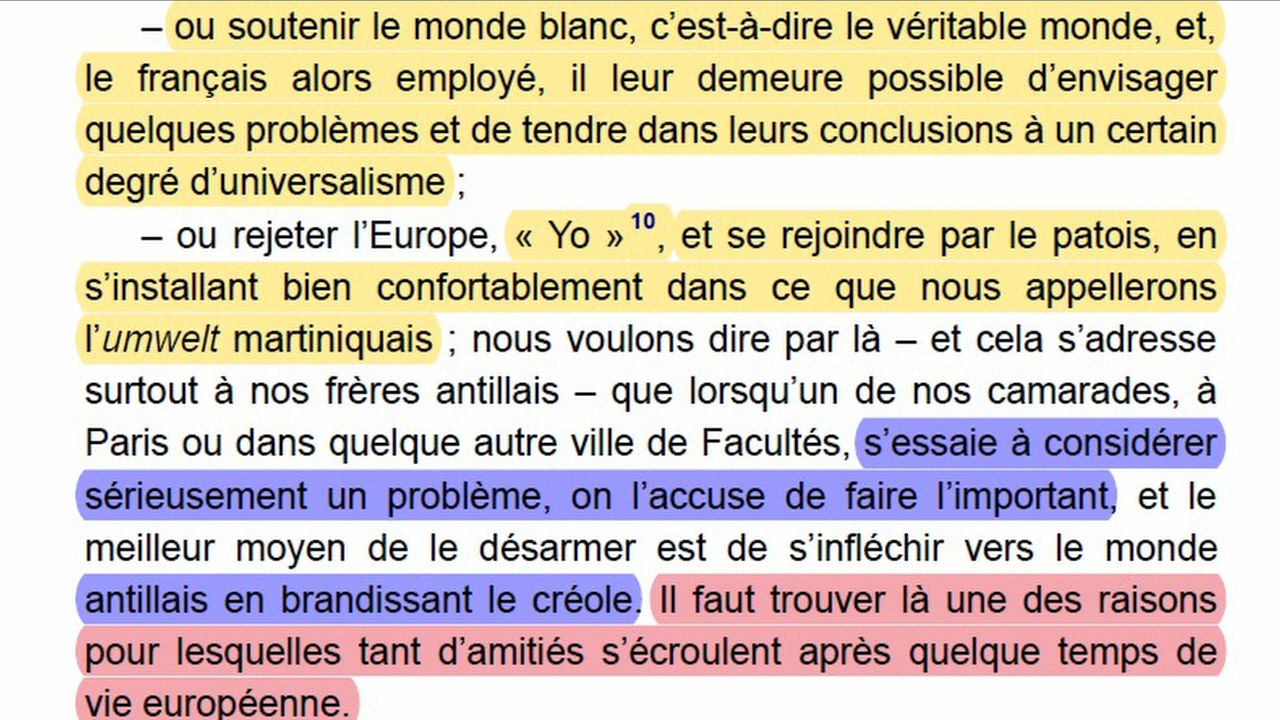 – ou soutenir le monde blanc, c’est-à-dire le véritable monde, et,
le français alors employé, il leur demeure possible d’envisager
quelques problèmes et de tendre dans leurs conclusions à un certain
degré d’universalisme ;
– ou rejeter l’Europe, « Yo »10, et se rejoindre par le patois, en
s’installant bien confortablement dans ce que nous appellerons
l’umwelt martiniquais ; nous voulons dire par là – et cela s’adresse
surtout à nos frères antillais – que lorsqu’un de nos camarades, à
Paris ou dans quelque autre ville de Facultés, s’essaie à considérer
sérieusement un problème, on l’accuse de faire l’important, et le
meilleur moyen de le désarmer est de s’infléchir vers le monde
antillais en brandissant le créole. Il faut trouver là une des raisons
pour lesquelles tant d’amitiés s’écroulent après quelque temps de
vie européenne.